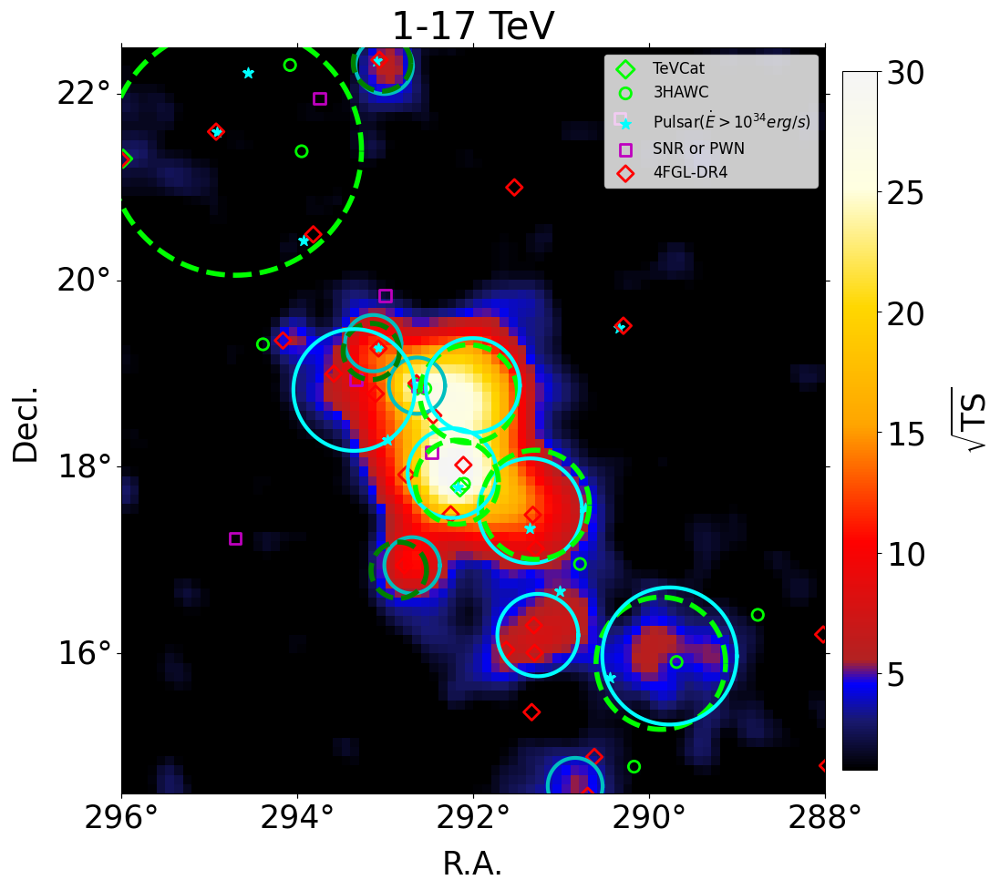 1-17 TeV
TeVCat
3HAWC
Pulsar(Ė > 10³⁴erg/s)
SNR or PWN
4FGL-DR4
30
25
20
15
10
5
√TS
22°
20°
18°
16°
Decl.
296°
294°
292°
290°
288°
R.A.